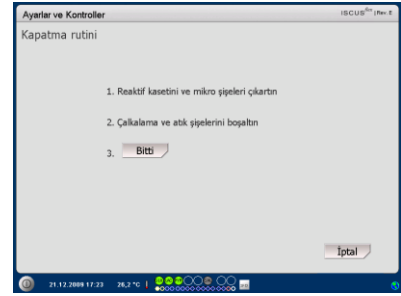 Ayarlar ve Kontroller
ISCUSflex | Rev. E
Kapatma rutini
1. Reaktif kasetini ve mikro şişeleri çıkartın
2. Çalkalama ve atık şişelerini boşaltın
3. Bitti
İptal
21.12.2009 17:23 26,2 °C